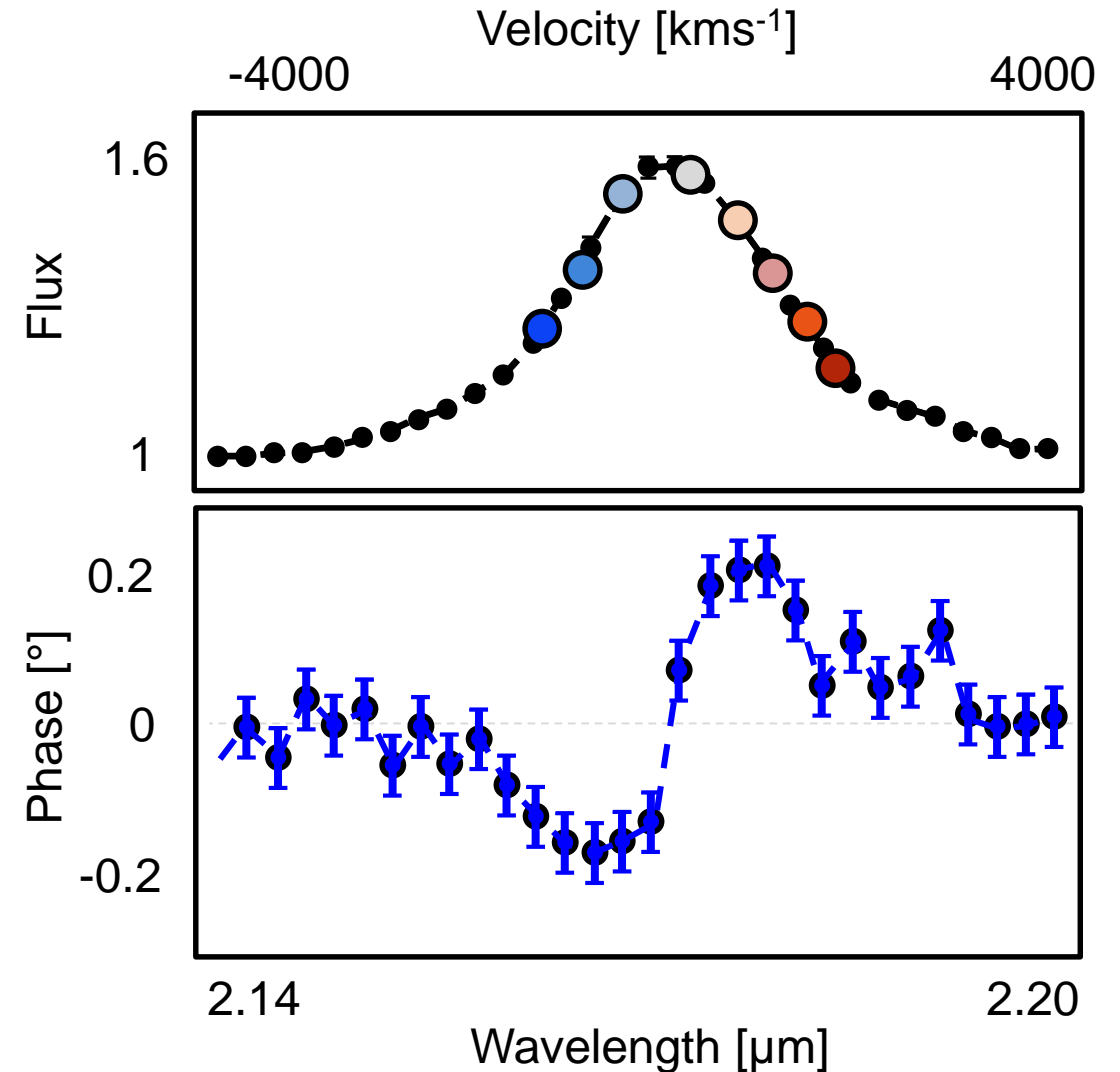 Velocity [kms-1]
-4000 4000
1.6
Flux
1
0.2
Phase [°]
0
-0.2
2.14 2.20
Wavelength [µm]